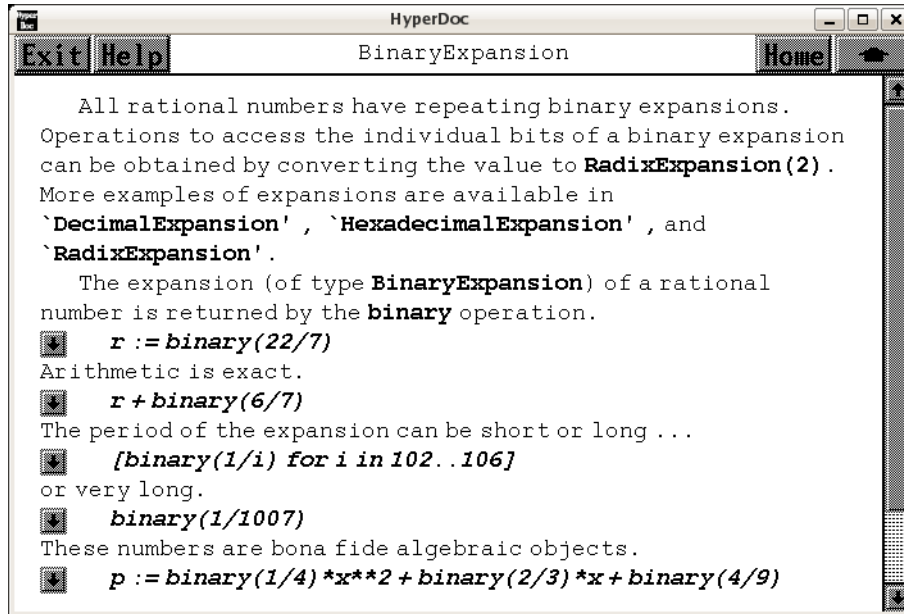 Hyper Doc
HyperDoc
Exit Help BinaryExpansion Home
All rational numbers have repeating binary expansions.
Operations to access the individual bits of a binary expansion
can be obtained by converting the value to RadixExpansion(2).
More examples of expansions are available in
`DecimalExpansion' , `HexadecimalExpansion' , and
`RadixExpansion'.
The expansion (of type BinaryExpansion) of a rational
number is returned by the binary operation.
r := binary(22/7)
Arithmetic is exact.
r + binary(6/7)
The period of the expansion can be short or long ...
[binary(1/i) for i in 102..106]
or very long.
binary(1/1007)
These numbers are bona fide algebraic objects.
p := binary(1/4)*x**2 + binary(2/3)*x + binary(4/9)